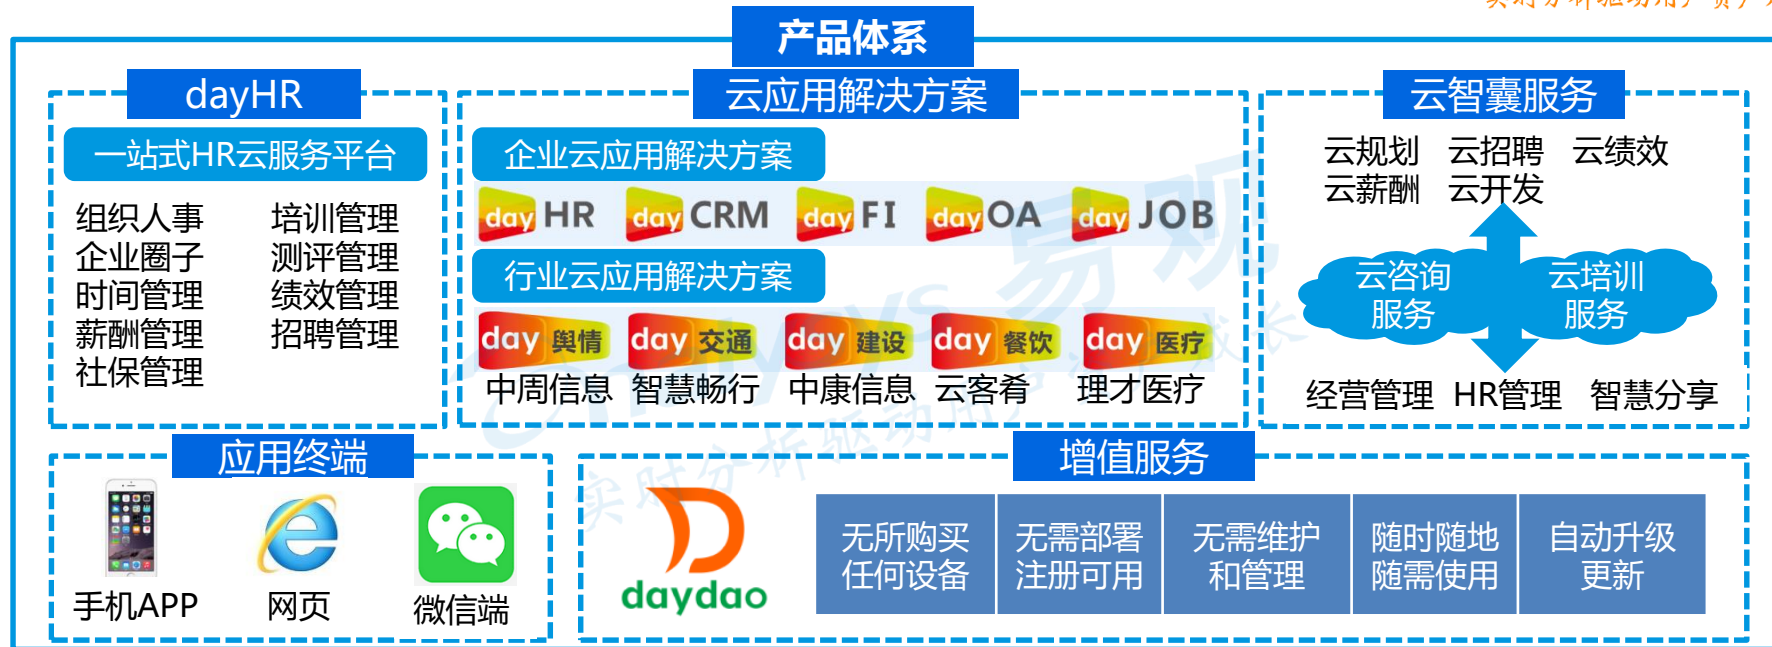 产品体系
dayHR
一站式HR云服务平台
组织人事 培训管理
企业圈子 测评管理
时间管理 绩效管理
薪酬管理 招聘管理
社保管理
云应用解决方案
企业云应用解决方案
day HR day CRM day FI day OA day JOB
行业云应用解决方案
day 舆情 day 交通 day 建设 day 餐饮 day 医疗
中周信息 智慧畅行 中康信息 云客肴 理才医疗
云智囊服务
云规划 云招聘 云绩效
云薪酬 云开发
云咨询 云培训
服务 服务
经营管理 HR管理 智慧分享
应用终端
手机APP 网页 微信端
增值服务
daydao
无所购买 无需部署 无需维护 随时随地 自动升级
任何设备 注册可用 和管理 随需使用 更新
analysys 易观